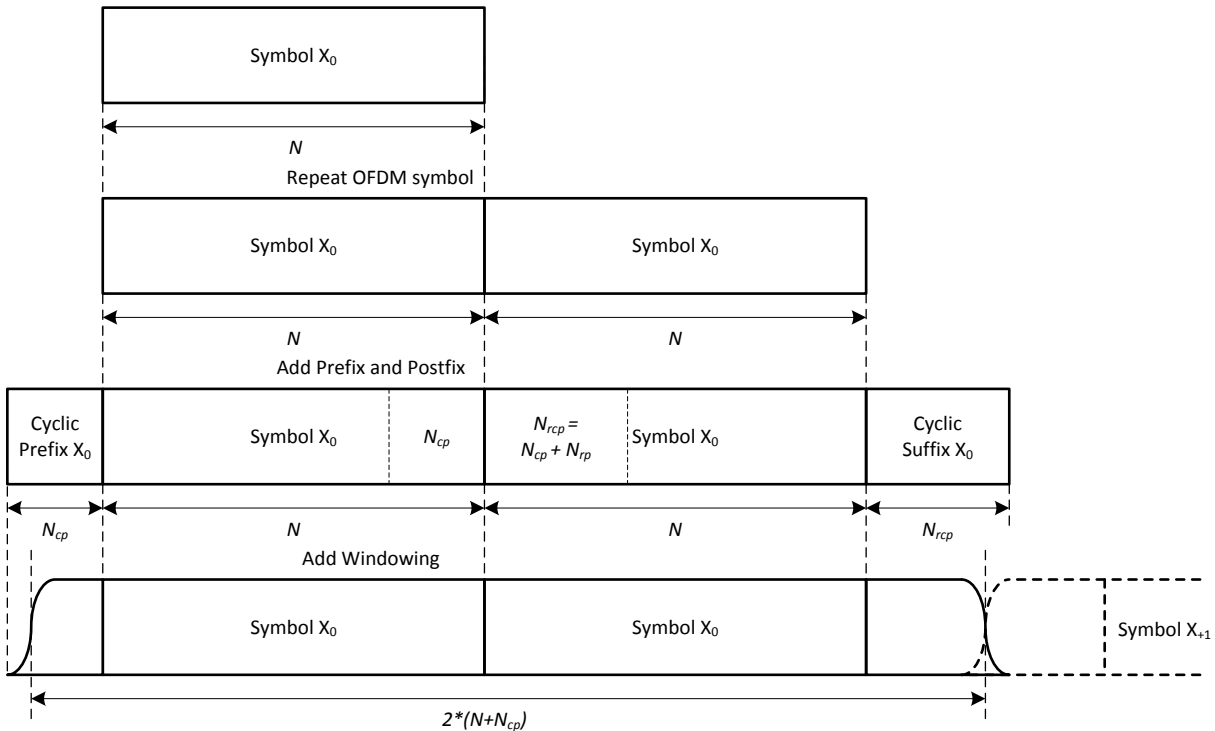 Symbol X₀
N
Repeat OFDM symbol
Symbol X₀ Symbol X₀
N N
Add Prefix and Postfix
Cyclic Prefix X₀
Symbol X₀
Ncp
Nrcp =
Ncp + Nrp
Symbol X₀
Cyclic
Suffix X₀
Ncp N N Nrcp
Add Windowing
Symbol X₀ Symbol X₀ Symbol X₊₁
2*(N+Ncp)